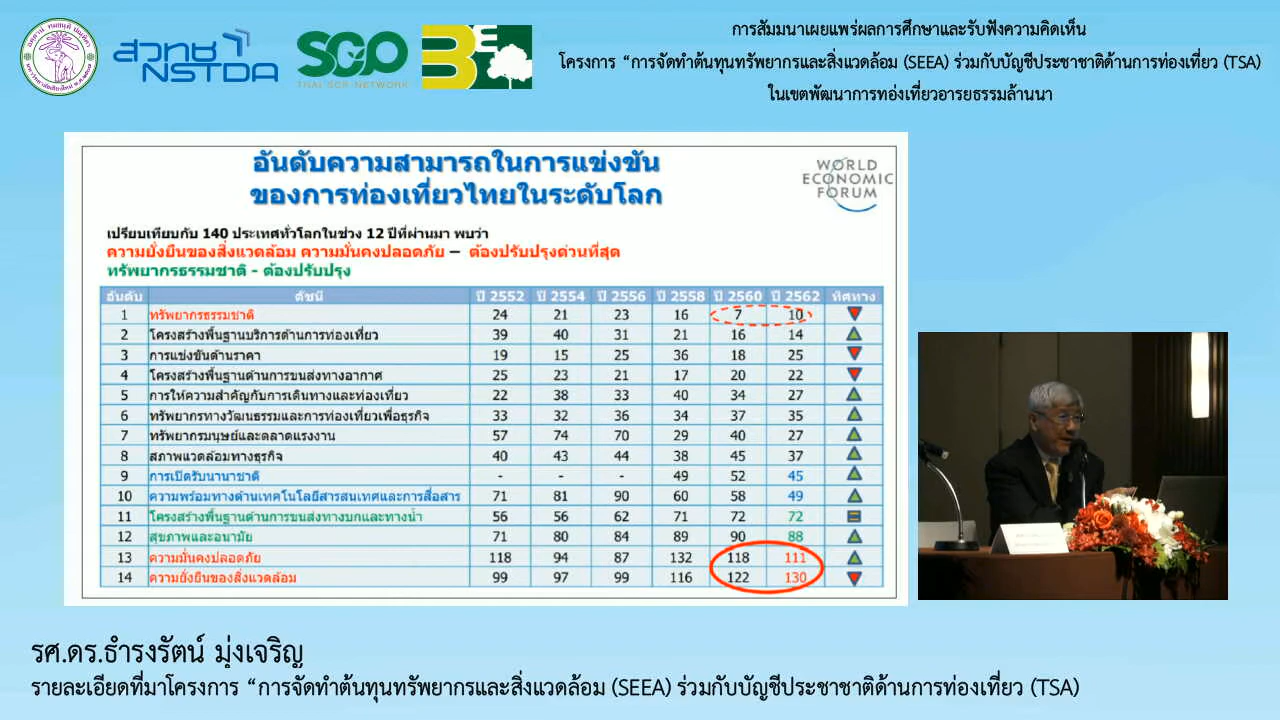 สวทช
NSTDA
SGP
THAI SGP NETWORK
BE
การสัมมนาเผยแพร่ผลการศึกษาและรับฟังความคิดเห็น
โครงการ “การจัดทำต้นทุนทรัพยากรและสิ่งแวดล้อม (SEEA) ร่วมกับบัญชีประชาชาติด้านการท่องเที่ยว (TSA)
ในเขตพัฒนาการทอ่งเที่ยวอารยธรรมล้านนา
อันดับความสามารถในการแข่งขัน
ของการท่องเที่ยวไทยในระดับโลก
WORLD
ECONOMIC
FORUM
เปรียบเทียบกับ 140 ประเทศทั่วโลกในช่วง 12 ปีที่ผ่านมา พบว่า
ความยั่งยืนของสิ่งแวดล้อม ความมั่นคงปลอดภัย – ต้องปรับปรุงด่วนที่สุด
ทรัพยากรธรรมชาติ - ต้องปรับปรุง
อันดับ ดัชนี ปี 2552 ปี 2554 ปี 2556 ปี 2558 ปี 2560 ปี 2562 ทิศทาง
1 ทรัพยากรธรรมชาติ 24 21 23 16 7 10
2 โครงสร้างพื้นฐานบริการด้านการท่องเที่ยว 39 40 31 21 16 14
3 การแข่งขันด้านราคา 19 15 25 36 18 25
4 โครงสร้างพื้นฐานด้านการขนส่งทางอากาศ 25 23 21 17 20 22
5 การให้ความสำคัญกับการเดินทางและท่องเที่ยว 22 38 33 40 34 27
6 ทรัพยากรทางวัฒนธรรมและการท่องเที่ยวเพื่อธุรกิจ 33 32 36 34 37 35
7 ทรัพยากรมนุษย์และตลาดแรงงาน 57 74 70 29 40 27
8 สภาพแวดล้อมทางธุรกิจ 40 43 44 38 45 37
9 การเปิดรับนานาชาติ - - - 49 52 45
10 ความพร้อมทางด้านเทคโนโลยีสารสนเทศและการสื่อสาร 71 81 90 60 58 49
11 โครงสร้างพื้นฐานด้านการขนส่งทางบกและทางน้ำ 56 56 62 71 72 72
12 สุขภาพและอนามัย 71 80 84 89 90 88
13 ความมั่นคงปลอดภัย 118 94 87 132 118 111
14 ความยั่งยืนของสิ่งแวดล้อม 99 97 99 116 122 130
รศ.ดร.ธำรงรัตน์ มุ่งเจริญ
รายละเอียดที่มาโครงการ “การจัดทำต้นทุนทรัพยากรและสิ่งแวดล้อม (SEEA) ร่วมกับบัญชีประชาชาติด้านการท่องเที่ยว (TSA)